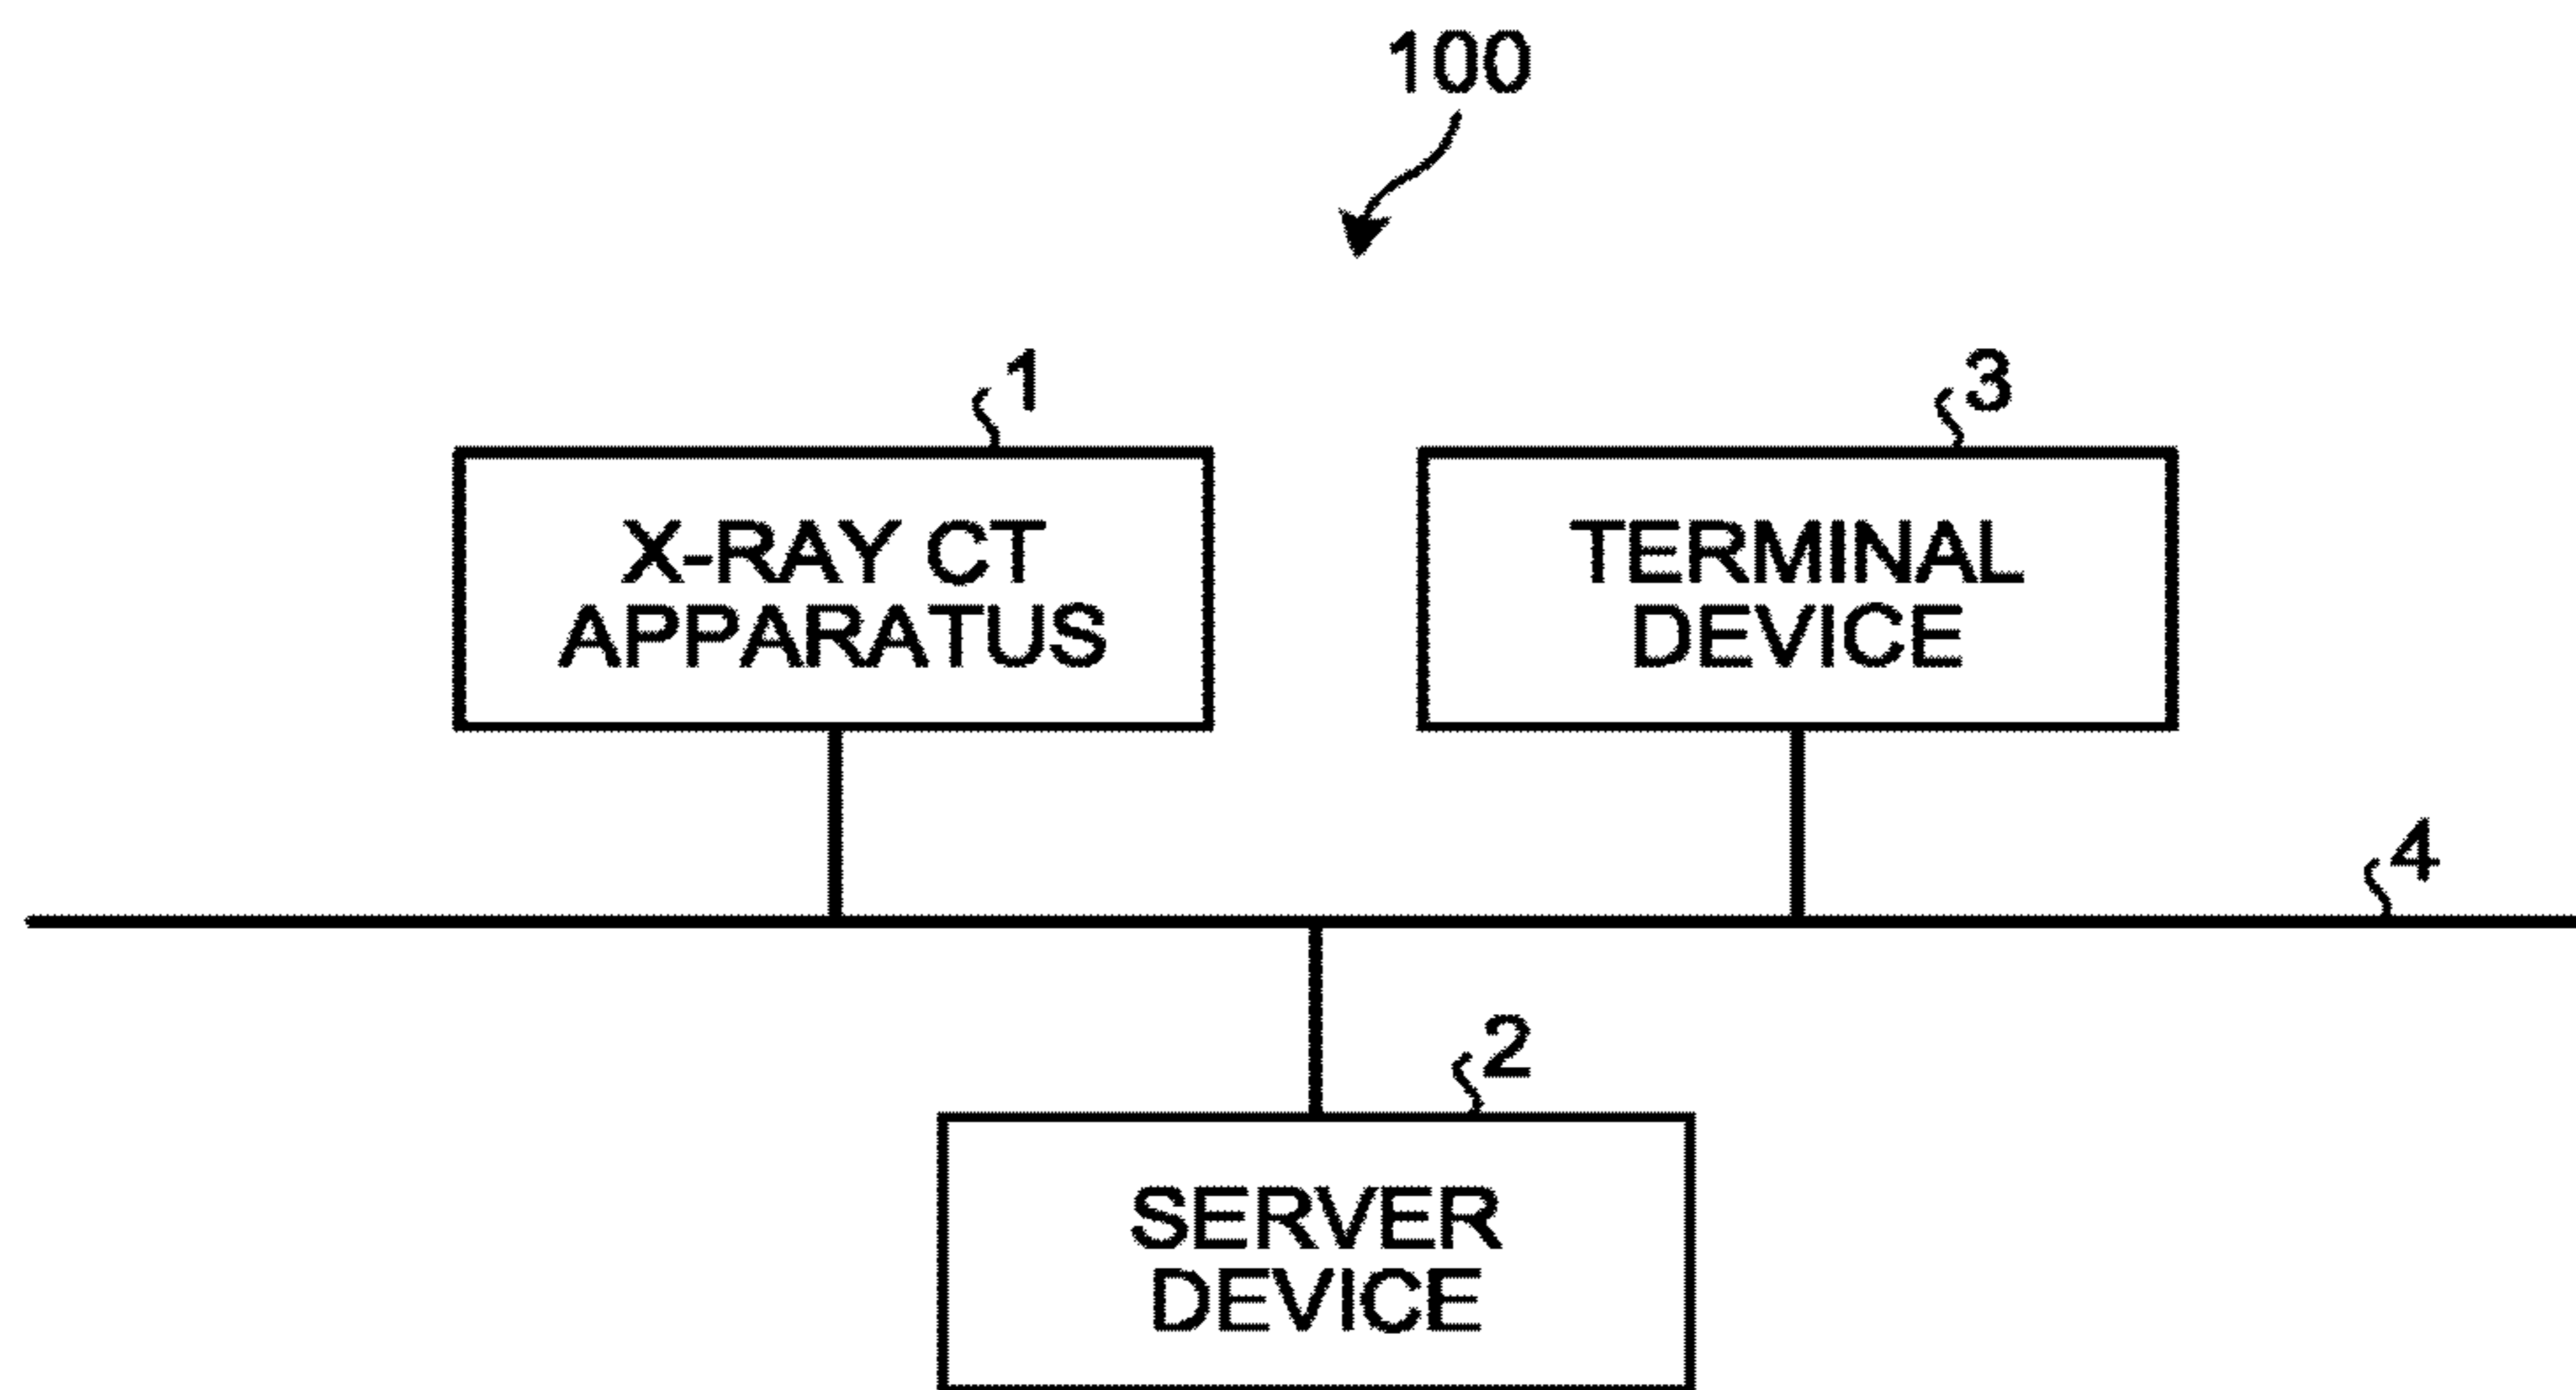 100
1
3
X-RAY CT
APPARATUS
TERMINAL
DEVICE
4
2
SERVER
DEVICE